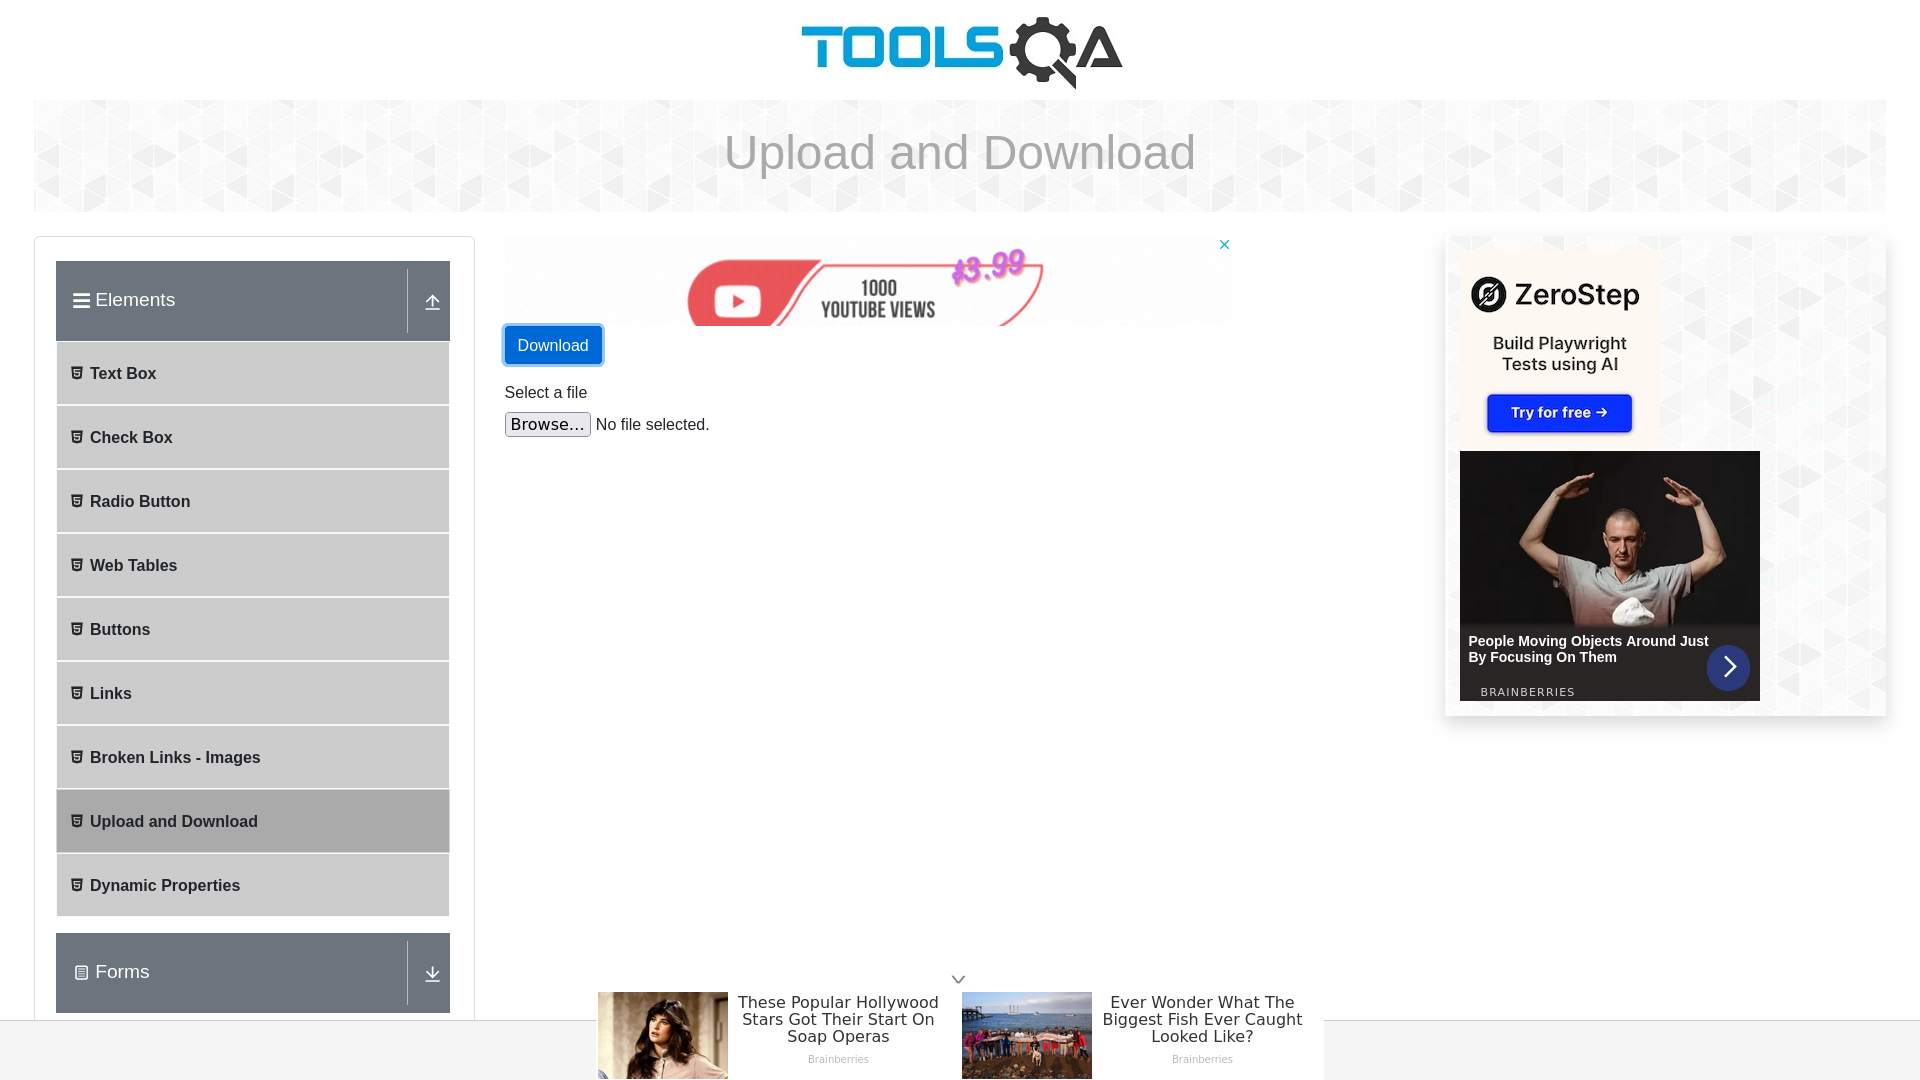 TOOLSQA
Upload and Download
Elements
Text Box
Check Box
Radio Button
Web Tables
Buttons
Links
Broken Links - Images
Upload and Download
Dynamic Properties
Forms
1000
YOUTUBE VIEWS
$3.99
Download
Select a file
Browse... No file selected.
ZeroStep
Build Playwright
Tests using AI
Try for free →
People Moving Objects Around Just
By Focusing On Them
BRAINBERRIES
These Popular Hollywood
Stars Got Their Start On
Soap Operas
Brainberries
Ever Wonder What The
Biggest Fish Ever Caught
Looked Like?
Brainberries